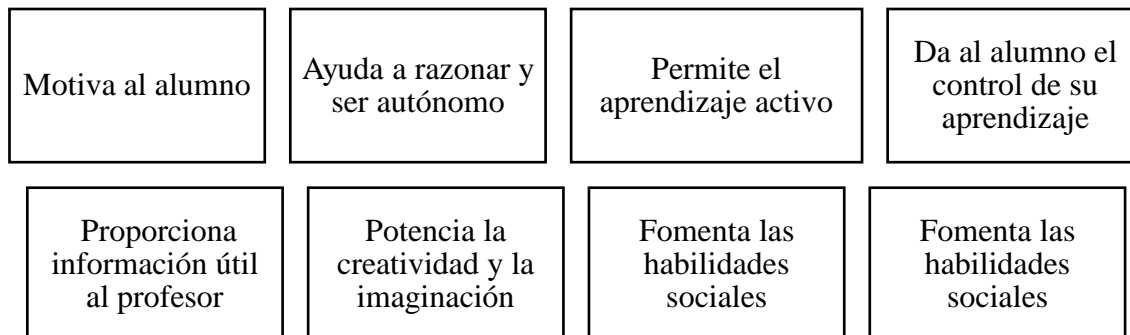 Motiva al alumno
Ayuda a razonar y
ser autónomo
Permite el
aprendizaje activo
Da al alumno el
control de su
aprendizaje
Proporciona
información útil
al profesor
Potencia la
creatividad y la
imaginación
Fomenta las
habilidades
sociales
Fomenta las
habilidades
sociales